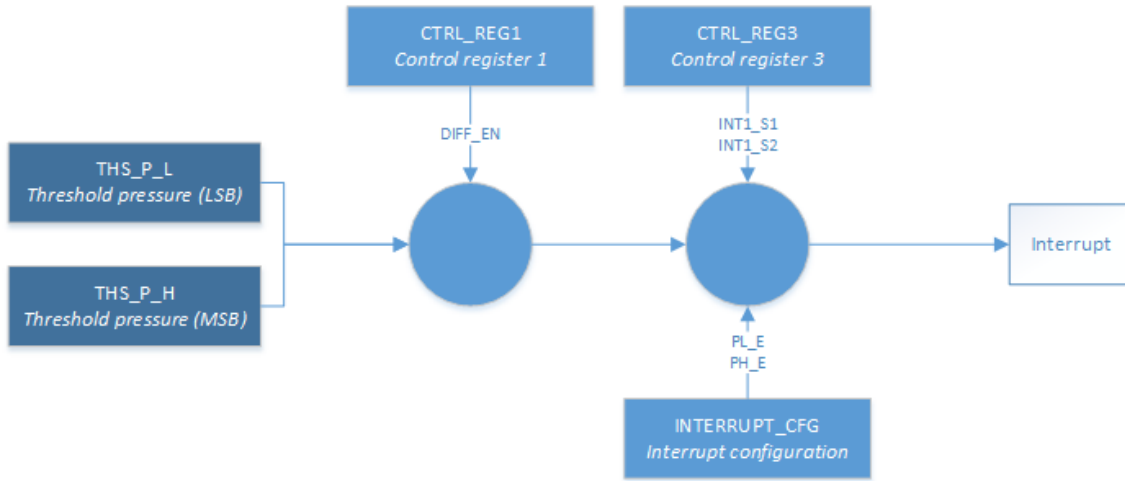 CTRL_REG1
Control register 1
CTRL_REG3
Control register 3
DIFF_EN
INT1_S1
INT1_S2
THS_P_L
Threshold pressure (LSB)
THS_P_H
Threshold pressure (MSB)
Interrupt
PL_E
PH_E
INTERRUPT_CFG
Interrupt configuration